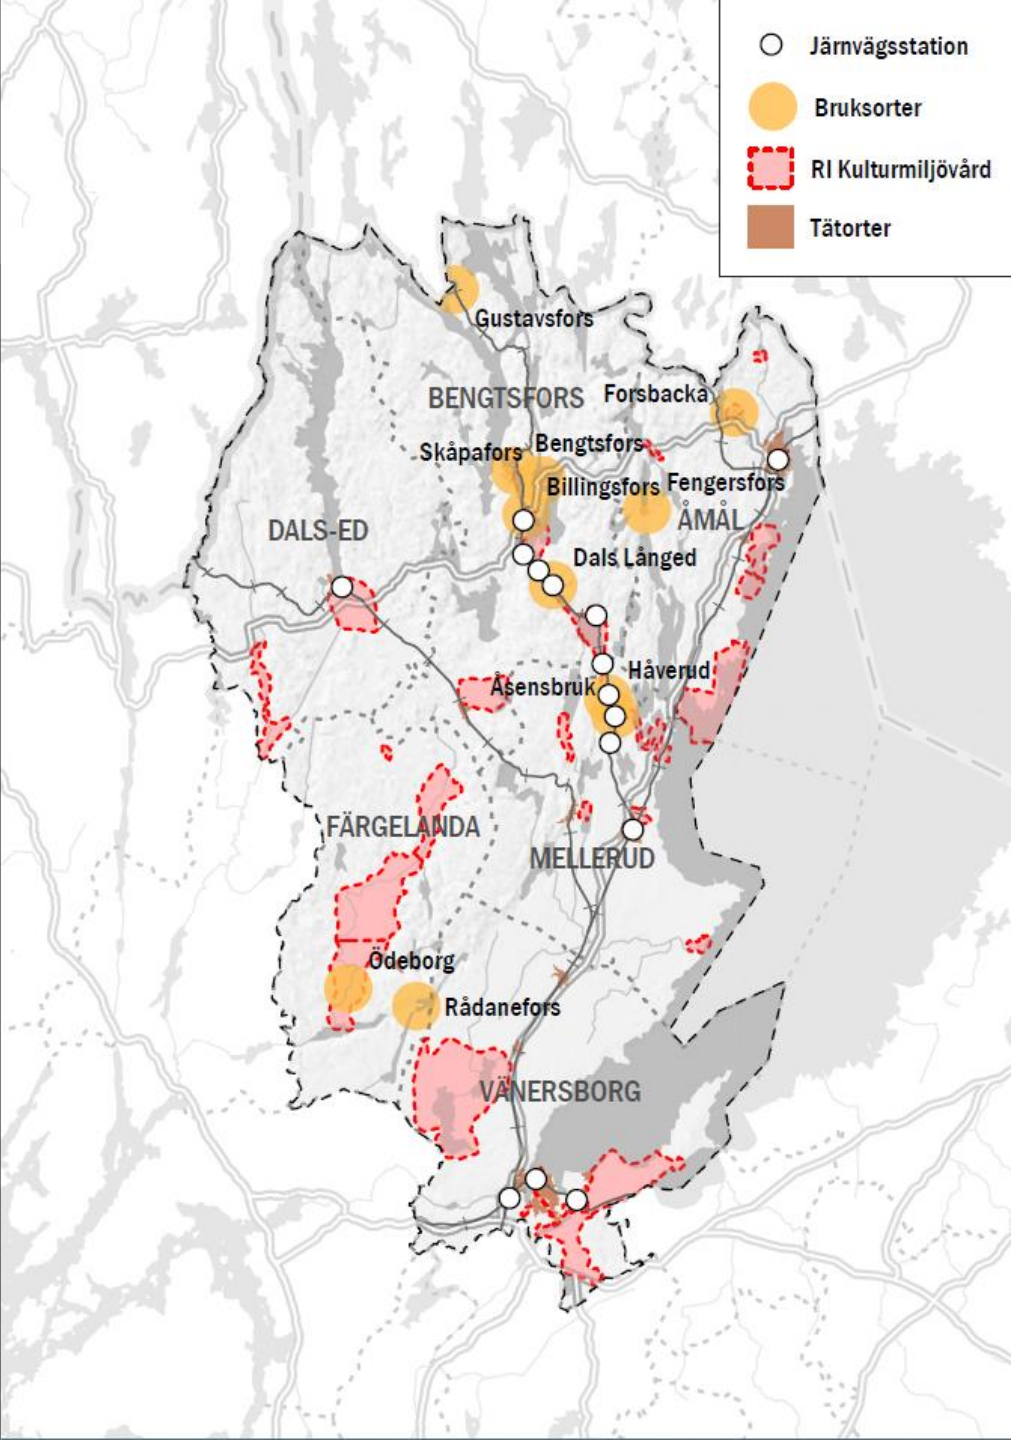 Järnvägsstation
Bruksorter
RI Kulturmiljövård
Tätorter
Gustavsfors
BENGTSFORS
Forsbacka
Skåpafors
Bengtsfors
Billingsfors
Fengersfors
ÅMÅL
DALS-ED
Dals Långed
Håverud
Åsensbruk
FÄRGELANDA
MELLERUD
Ödeborg
Rådanefors
VÄNERSBORG